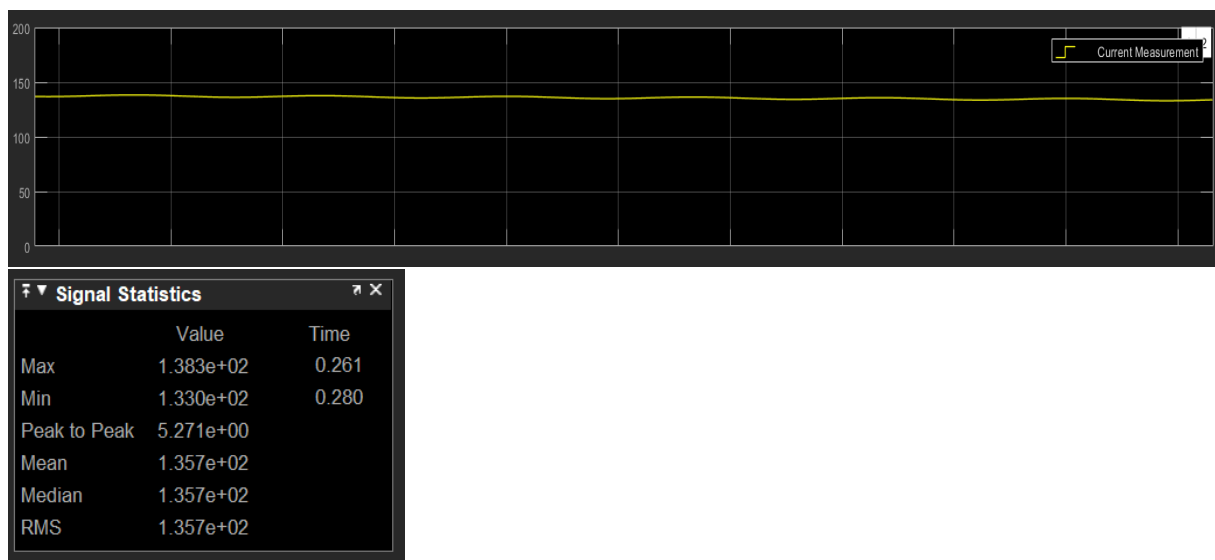 200
Current Measurement
150
100
50
0
Signal Statistics
Value Time
Max 1.383e+02 0.261
Min 1.330e+02 0.280
Peak to Peak 5.271e+00
Mean 1.357e+02
Median 1.357e+02
RMS 1.357e+02